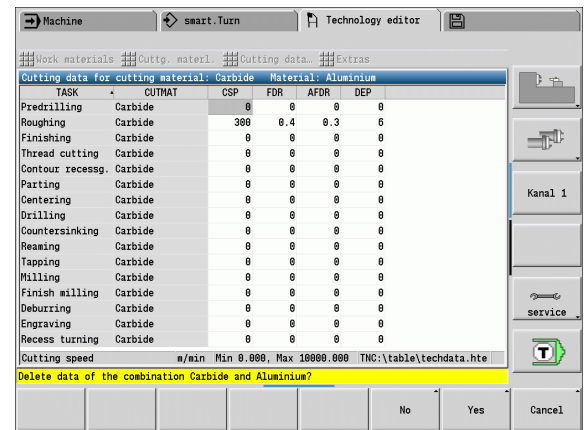 Machine smart.Turn Technology editor
Work materials Cuttg. materl. Cutting data… Extras
Cutting data for cutting material: Carbide Material: Aluminium
TASK CUTMAT CSP FDR AFDR DEP
Predrilling Carbide 0 0 0 0
Roughing Carbide 300 0.4 0.3 6
Finishing Carbide 0 0 0 0
Thread cutting Carbide 0 0 0 0
Contour recessg. Carbide 0 0 0 0
Parting Carbide 0 0 0 0
Centering Carbide 0 0 0 0
Drilling Carbide 0 0 0 0
Countersinking Carbide 0 0 0 0
Reaming Carbide 0 0 0 0
Tapping Carbide 0 0 0 0
Milling Carbide 0 0 0 0
Finish milling Carbide 0 0 0 0
Deburring Carbide 0 0 0 0
Engraving Carbide 0 0 0 0
Recess turning Carbide 0 0 0 0
Cutting speed m/min Min 0.000, Max 10000.000 TNC:\table\techdata.hte
Delete data of the combination Carbide and Aluminium?
No Yes Cancel
Kanal 1
service
T